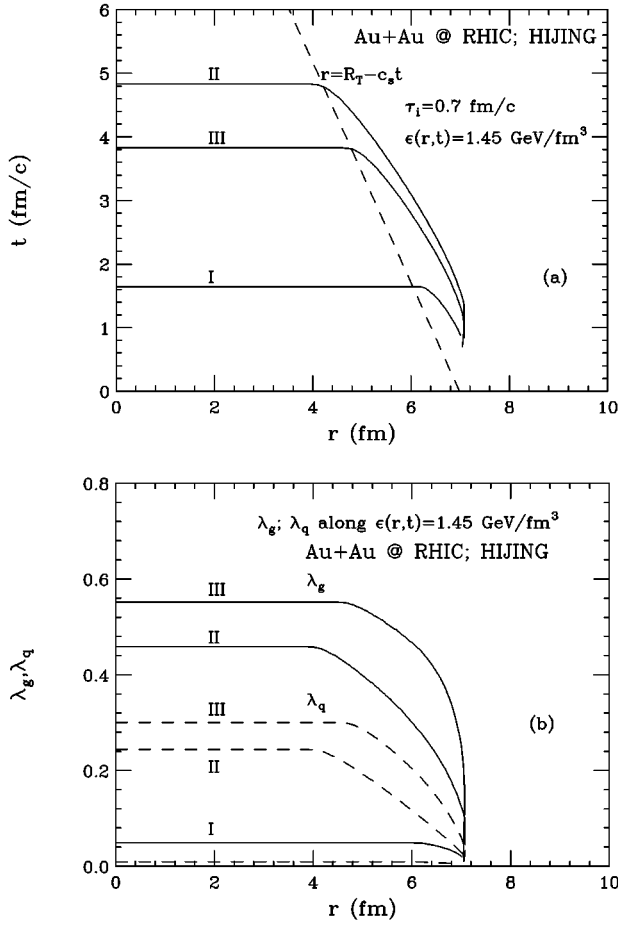 6
5
4
3
2
1
0
t (fm/c)
Au+Au @ RHIC; HIJING
II
r=R_T−c_s t
τ_i=0.7 fm/c
ϵ(r,t)=1.45 GeV/fm³
III
I
(a)
0 2 4 6 8 10
r (fm)
0.8
0.6
0.4
0.2
0.0
λ_g,λ_q
λ_g; λ_q along ϵ(r,t)=1.45 GeV/fm³
Au+Au @ RHIC; HIJING
III λ_g
II
III λ_q
II
I
(b)
0 2 4 6 8 10
r (fm)